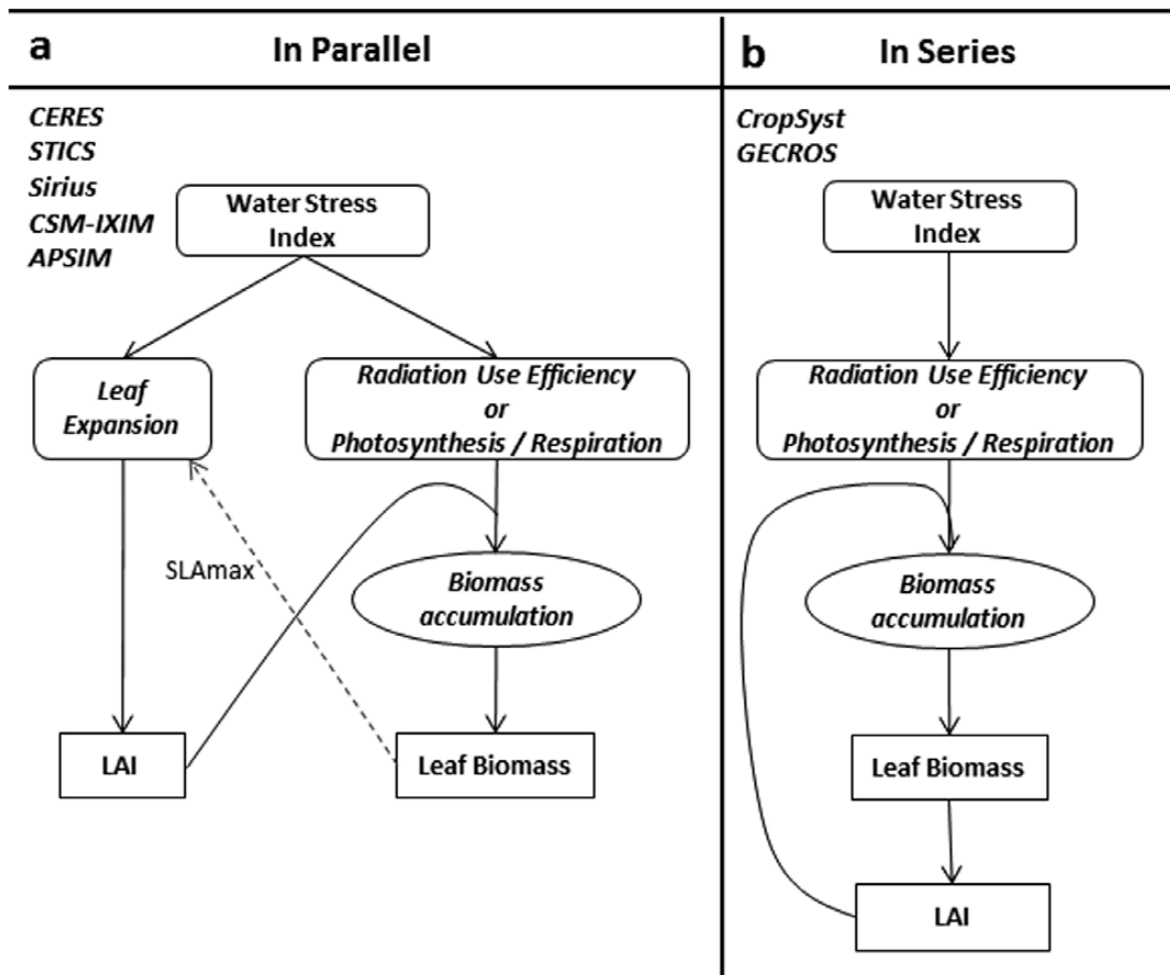 a
In Parallel
CERES
STICS
Sirius
CSM-IXIM
APSIM
Water Stress
Index
Leaf
Expansion
Radiation Use Efficiency
or
Photosynthesis / Respiration
SLAmax
Biomass
accumulation
LAI
Leaf Biomass
b
In Series
CropSyst
GECROS
Water Stress
Index
Radiation Use Efficiency
or
Photosynthesis / Respiration
Biomass
accumulation
Leaf Biomass
LAI